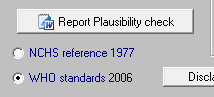 Report Plausibility check
NCHS reference 1977
WHO standards 2006
Discla